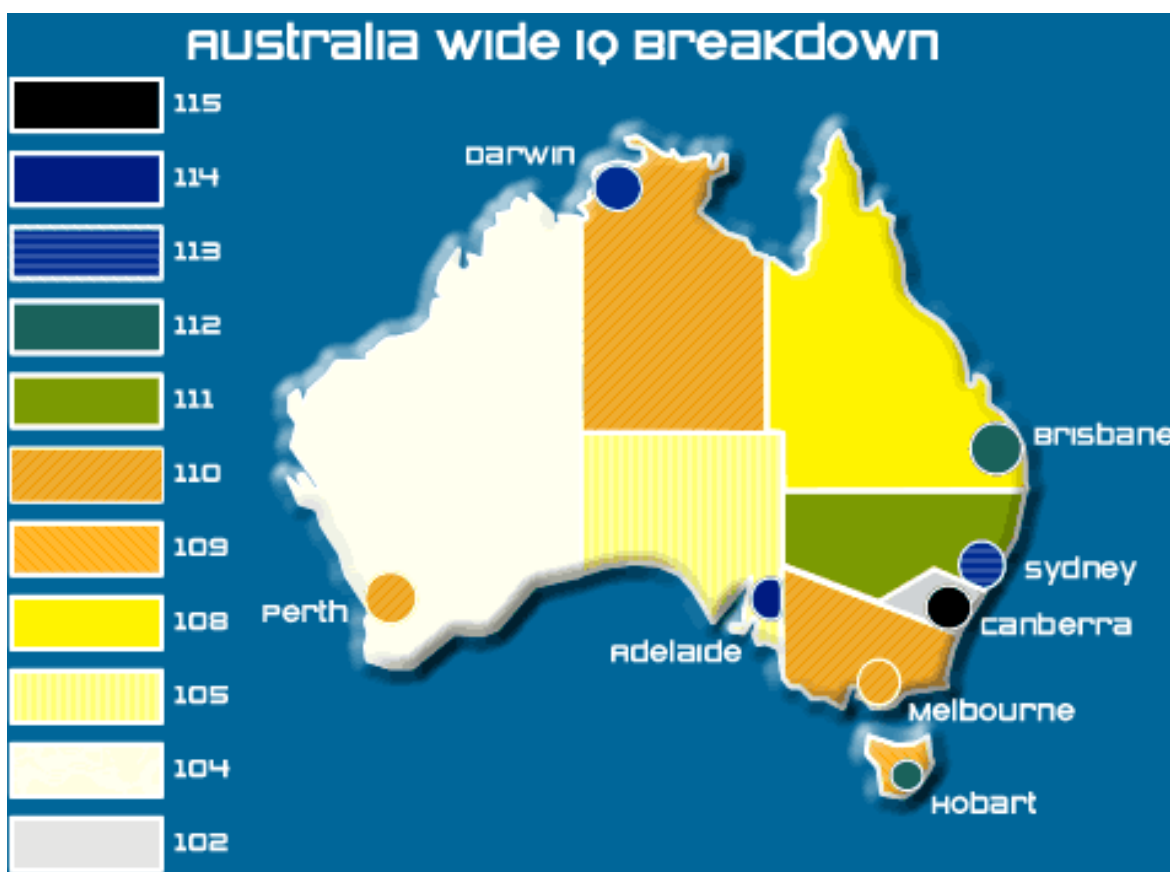 Australia Wide IQ Breakdown
115
114
113
112
111
110
109
108
105
104
102
Darwin
Brisbane
Sydney
Perth
Canberra
Adelaide
Melbourne
Hobart